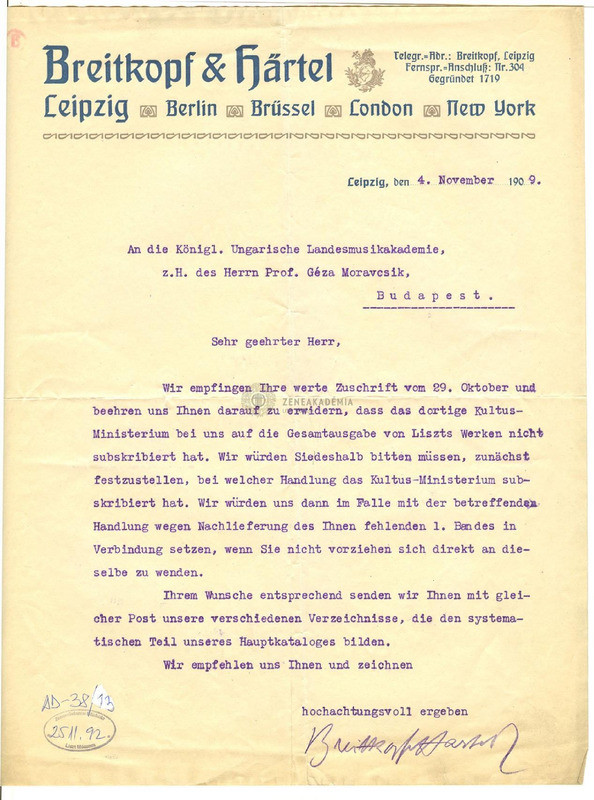 Breitkopf & Härtel
Telegr.=Adr.: Breitkopf, Leipzig
Fernspr.=Anschluß: Nr. 304
Gegründet 1719
Leipzig Berlin Brüssel London New York
Leipzig, den 4. November 1909.
An die Königl. Ungarische Landesmusikakademie,
z.H. des Herrn Prof. Géza Moravcsik,
Budapest.
Sehr geehrter Herr,
Wir empfingen Ihre werte Zuschrift vom 29. Oktober und
beehren uns Ihnen darauf zu erwidern, dass das dortige Kultus-
Ministerium bei uns auf die Gesamtausgabe von Liszts Werken nicht
subskribiert hat. Wir würden Siedeshalb bitten müssen, zunächst
festzustellen, bei welcher Handlung das Kultus-Ministerium sub-
skribiert hat. Wir würden uns dann im Falle mit der betreffenden
Handlung wegen Nachlieferung des Ihnen fehlenden 1. Bandes in
Verbindung setzen, wenn Sie nicht vorziehen sich direkt an die-
selbe zu wenden.
Ihrem Wunsche entsprechend senden wir Ihnen mit glei-
cher Post unsere verschiedenen Verzeichnisse, die den systema-
tischen Teil unseres Hauptkataloges bilden.
Wir empfehlen uns Ihnen und zeichnen
hochachtungsvoll ergeben
Breitkopf Härtel
AD-38/13
25 11. 92.
ZENEAKADÉMIA